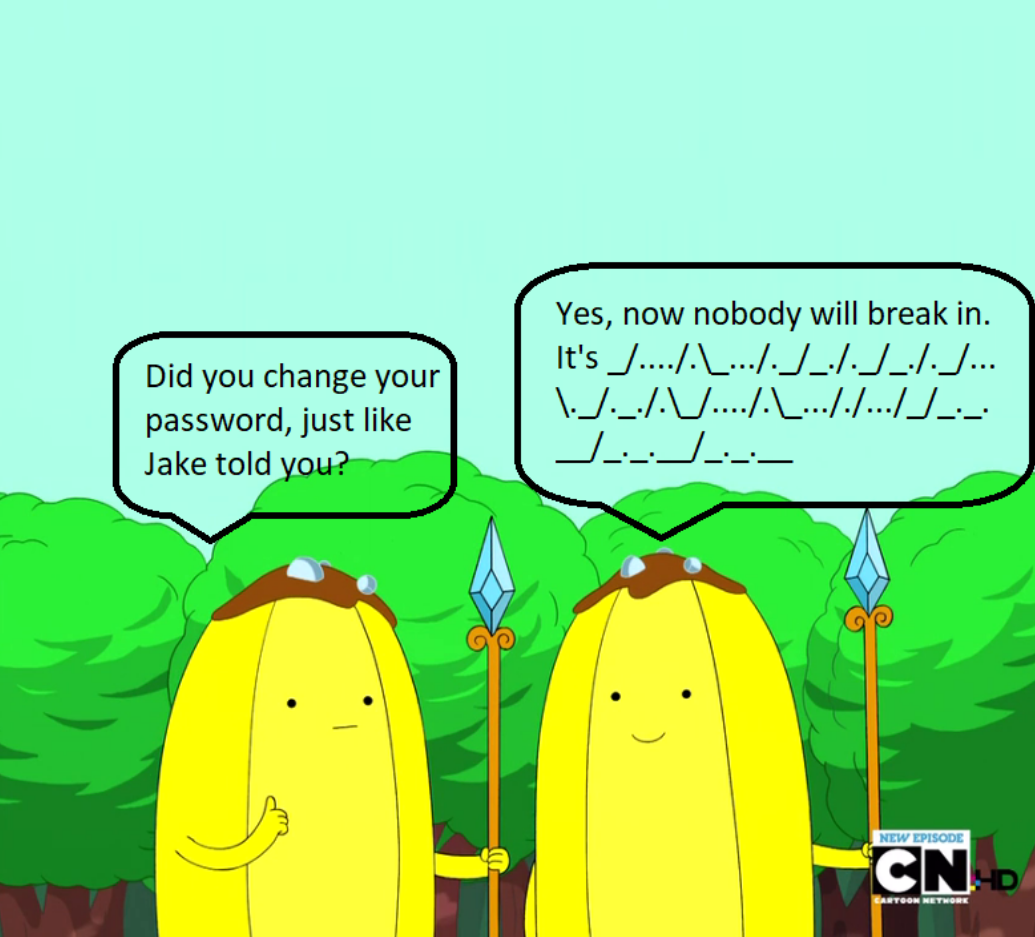 Did you change your
password, just like
Jake told you?
Yes, now nobody will break in.
It's _/..../.\_.../._/_./._/_./._/...
\._/._./.\_/..../.\_..././.../_/_._.
__/_._.__/_._.__
NEW EPISODE
CN HD
CARTOON NETWORK